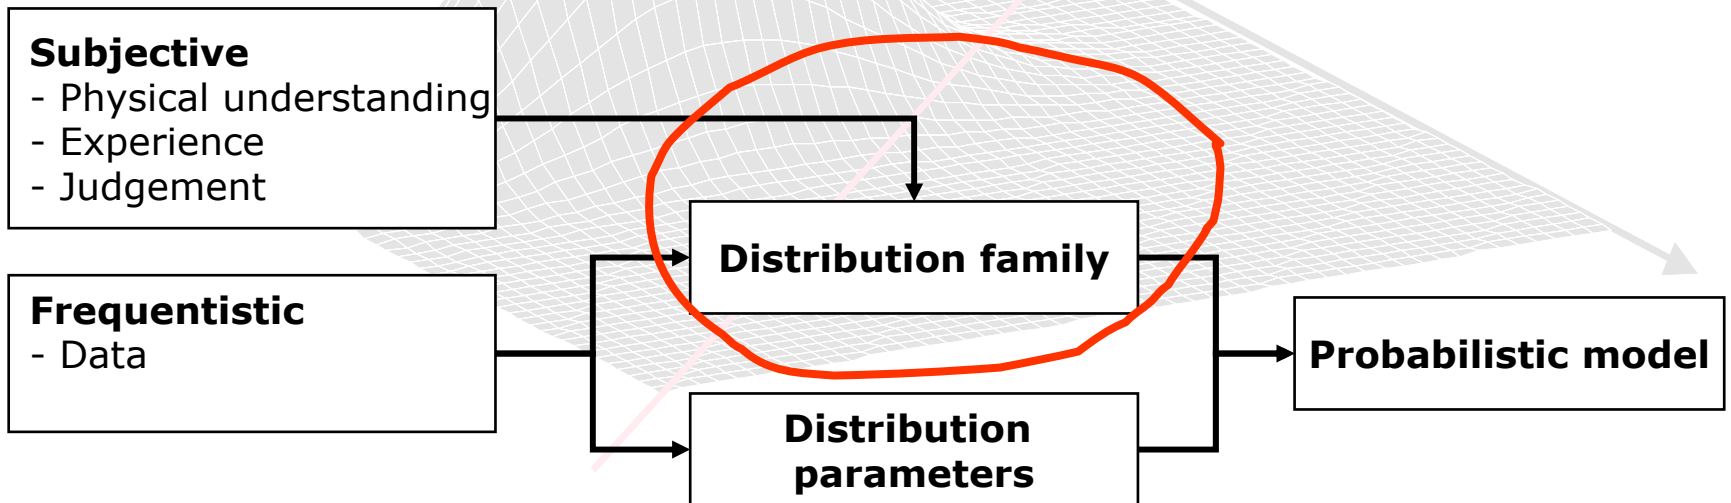 Subjective
- Physical understanding
- Experience
- Judgement
Distribution family
Frequentistic
- Data
Probabilistic model
Distribution
parameters